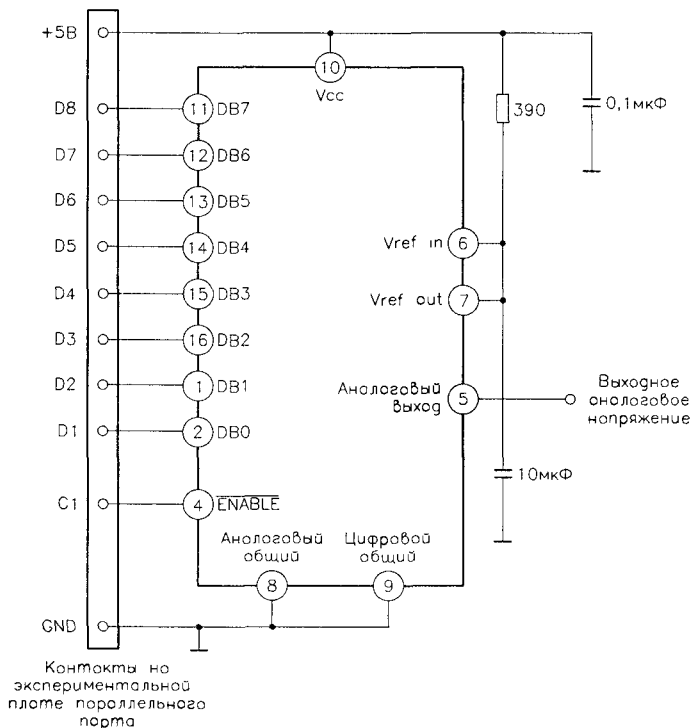 +5В
10
Vcc
D8
11
DB7
390
0,1мкФ
D7
12
DB6
D6
13
DB5
D5
14
DB4
Vref in
6
D4
15
DB3
Vref out
7
D3
16
DB2
D2
1
DB1
Аналоговый
выход
5
Выходное
аналоговое
напряжение
D1
2
DB0
10мкФ
C1
4
ENABLE
Аналоговый
общий
Цифровой
общий
8
9
GND
Контакты на
экспериментальной
плате параллельного
порта